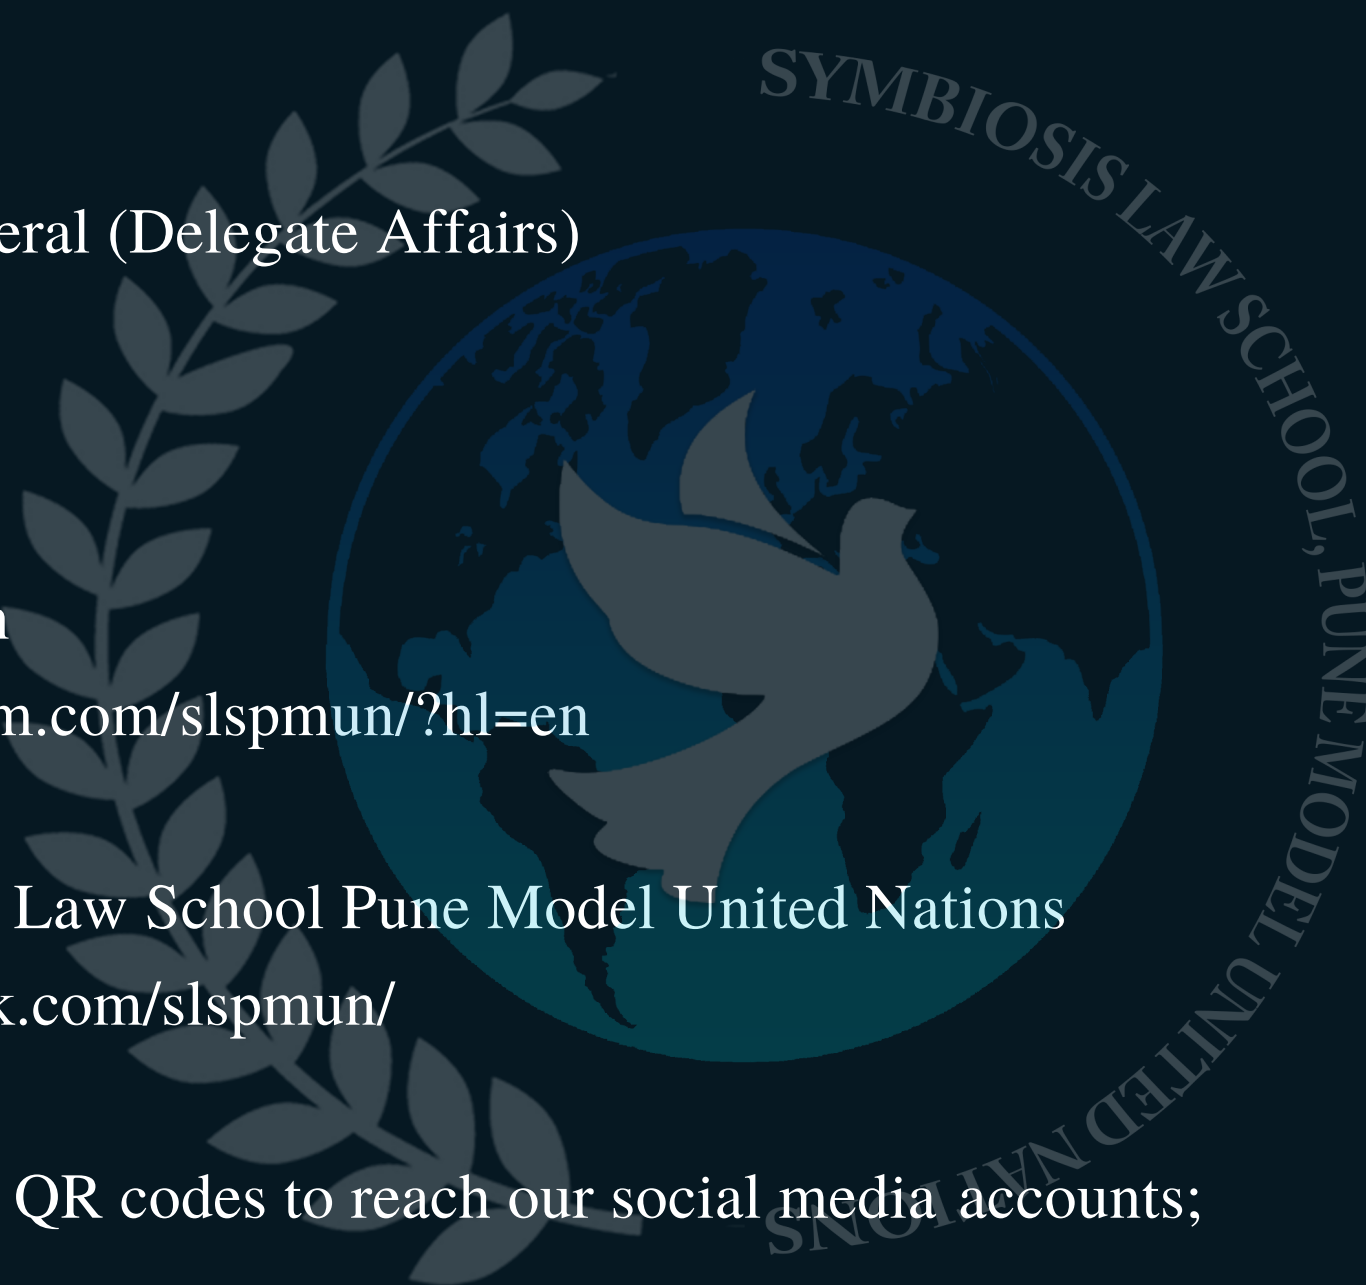 eral (Delegate Affairs)
m.com/slspmun/?hl=en
Law School Pune Model United Nations
k.com/slspmun/
QR codes to reach our social media accounts;
SYMBIOSIS LAW SCHOOL, PUNE MODEL UNITED NATIONS